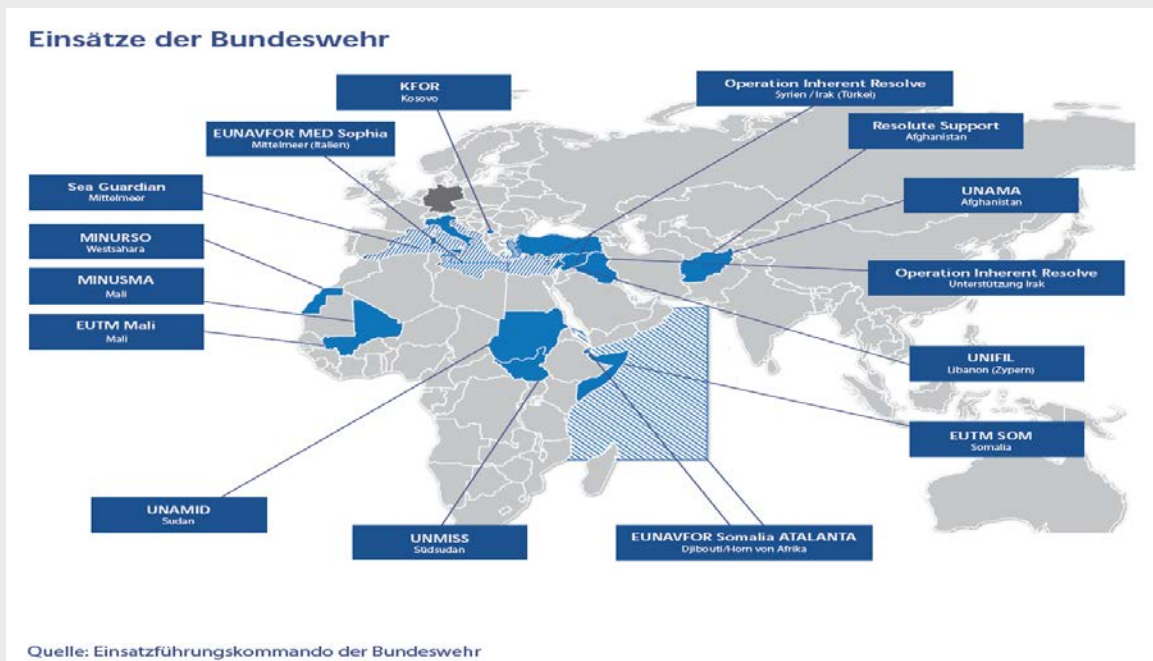 Einsätze der Bundeswehr
KFOR
Kosovo
Operation Inherent Resolve
Syrien / Irak (Türkei)
EUNAVFOR MED Sophia
Mittelmeer (Italien)
Resolute Support
Afghanistan
Sea Guardian
Mittelmeer
UNAMA
Afghanistan
MINURSO
Westsahara
MINUSMA
Mali
Operation Inherent Resolve
Unterstützung Irak
EUTM Mali
Mali
UNIFIL
Libanon (Zypern)
EUTM SOM
Somalia
UNAMID
Sudan
UNMISS
Südsudan
EUNAVFOR Somalia ATALANTA
Djibouti/Horn von Afrika
Quelle: Einsatzführungskommando der Bundeswehr